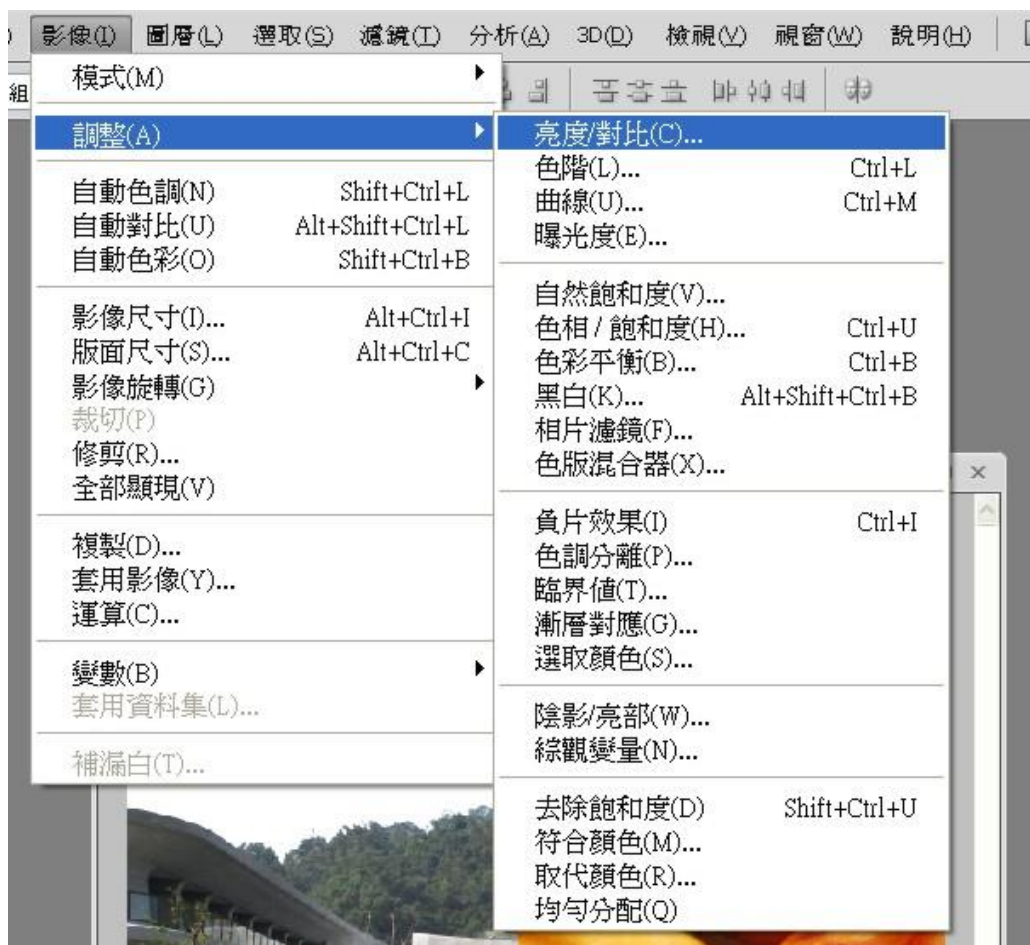 影像(I) 圖層(L) 選取(S) 濾鏡(T) 分析(A) 3D(D) 檢視(V) 視窗(W) 說明(H)
組
模式(M)
調整(A)
自動色調(N) Shift+Ctrl+L
自動對比(U) Alt+Shift+Ctrl+L
自動色彩(O) Shift+Ctrl+B
影像尺寸(I)... Alt+Ctrl+I
版面尺寸(S)... Alt+Ctrl+C
影像旋轉(G)
裁切(P)
修剪(R)...
全部顯現(V)
複製(D)...
套用影像(Y)...
運算(C)...
變數(B)
套用資料集(L)...
補漏白(T)...
亮度/對比(C)...
色階(L)... Ctrl+L
曲線(U)... Ctrl+M
曝光度(E)...
自然飽和度(V)...
色相 / 飽和度(H)... Ctrl+U
色彩平衡(B)... Ctrl+B
黑白(K)... Alt+Shift+Ctrl+B
相片濾鏡(F)...
色版混合器(X)...
負片效果(I) Ctrl+I
色調分離(P)...
臨界值(T)...
漸層對應(G)...
選取顏色(S)...
陰影/亮部(W)...
綜觀變量(N)...
去除飽和度(D) Shift+Ctrl+U
符合顏色(M)...
取代顏色(R)...
均勻分配(Q)